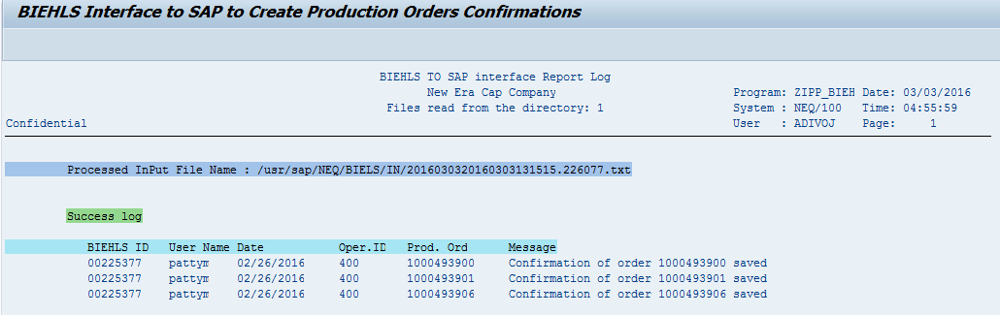 BIEHLS Interface to SAP to Create Production Orders Confirmations
BIEHLS TO SAP interface Report Log
New Era Cap Company Program: ZIPP_BIEH Date: 03/03/2016
Files read from the directory: 1 System : NEQ/100 Time: 04:55:59
Confidential User : ADIVOJ Page: 1
Processed InPut File Name : /usr/sap/NEQ/BIELS/IN/2016030320160303131515.226077.txt
Success log
BIEHLS ID User Name Date Oper.ID Prod. Ord Message
00225377 pattym 02/26/2016 400 1000493900 Confirmation of order 1000493900 saved
00225377 pattym 02/26/2016 400 1000493901 Confirmation of order 1000493901 saved
00225377 pattym 02/26/2016 400 1000493906 Confirmation of order 1000493906 saved